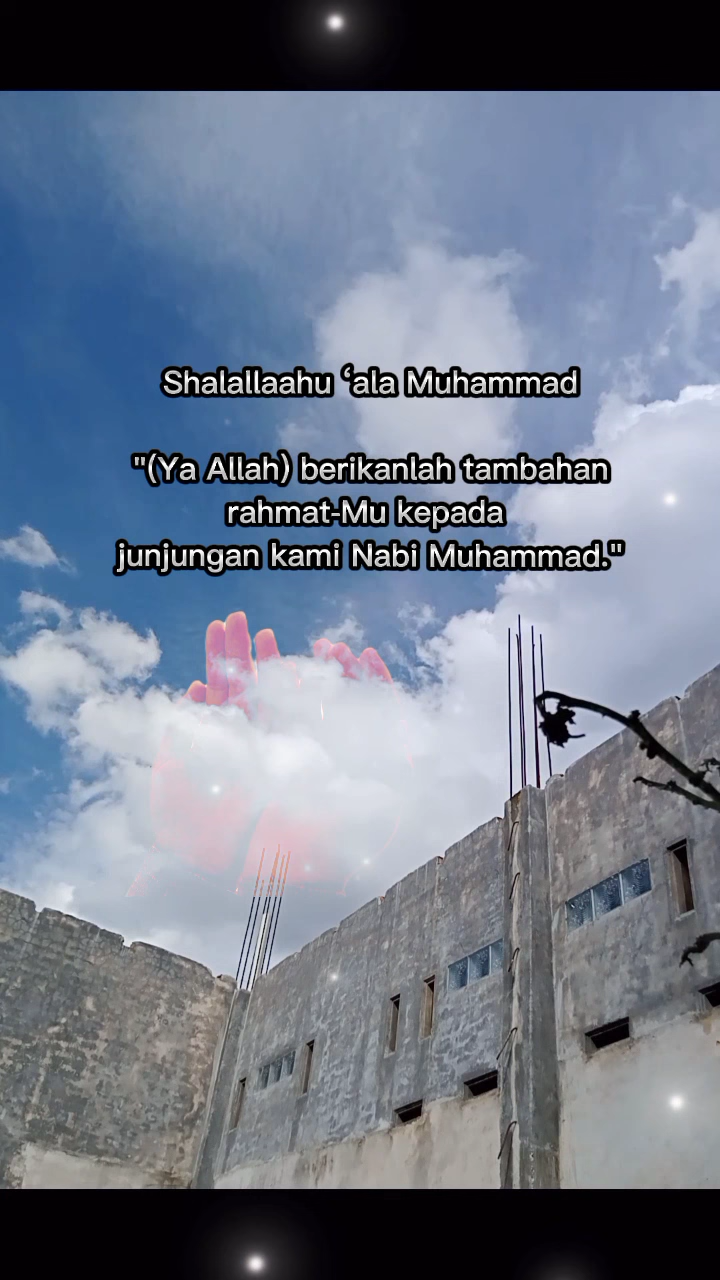 Shalallaahu ‘ala Muhammad
"(Ya Allah) berikanlah tambahan
rahmat-Mu kepada
junjungan kami Nabi Muhammad."